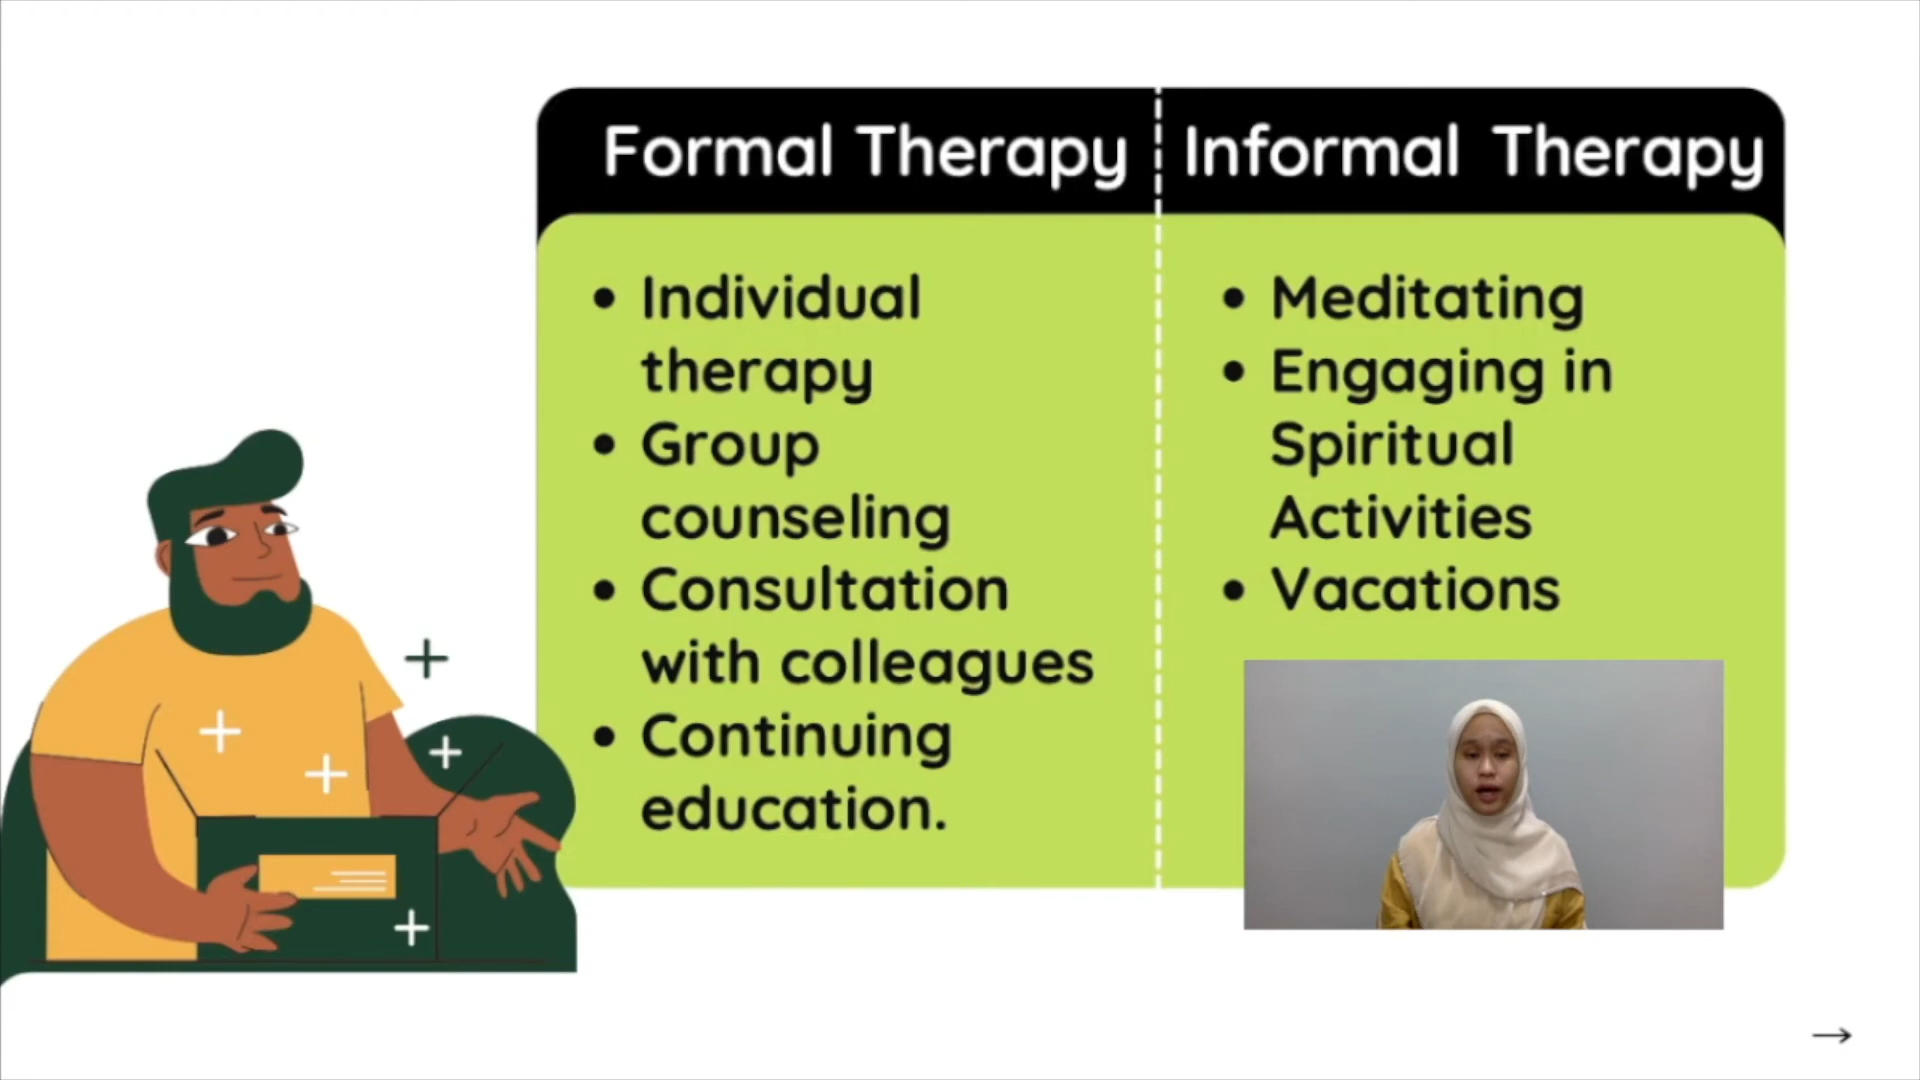 Formal Therapy
Individual
therapy
Group
counseling
Consultation
with colleagues
Continuing
education.
Informal Therapy
Meditating
Engaging in
Spiritual
Activities
Vacations